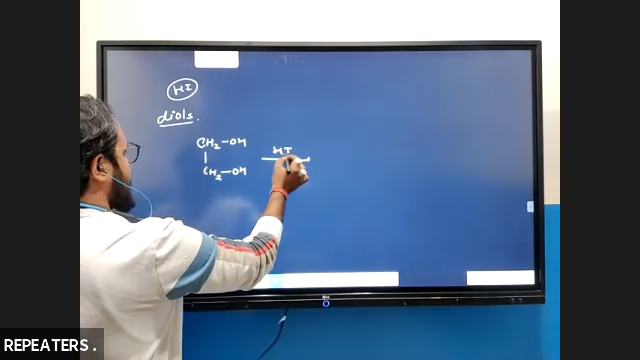 HI
diols.
CH2-OH
|
HI
CH2-OH
REPEATERS.